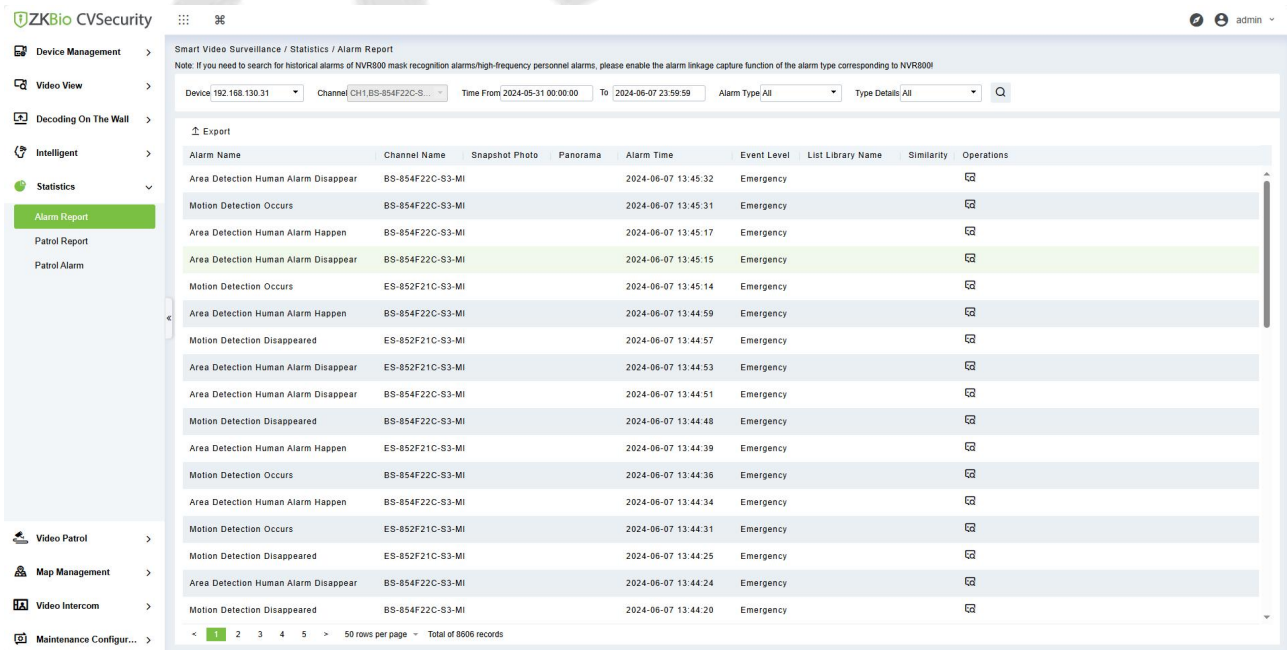 ZKBio CVSecurity
admin
Device Management
Video View
Decoding On The Wall
Intelligent
Statistics
Alarm Report
Patrol Report
Patrol Alarm
Video Patrol
Map Management
Video Intercom
Maintenance Configur...
Smart Video Surveillance / Statistics / Alarm Report
Note: If you need to search for historical alarms of NVR800 mask recognition alarms/high-frequency personnel alarms, please enable the alarm linkage capture function of the alarm type corresponding to NVR800!
Device 192.168.130.31 Channel CH1,BS-854F22C-S... Time From 2024-05-31 00:00:00 To 2024-06-07 23:59:59 Alarm Type All Type Details All
Export
Alarm Name Channel Name Snapshot Photo Panorama Alarm Time Event Level List Library Name Similarity Operations
Area Detection Human Alarm Disappear BS-854F22C-S3-MI 2024-06-07 13:45:32 Emergency
Motion Detection Occurs BS-854F22C-S3-MI 2024-06-07 13:45:31 Emergency
Area Detection Human Alarm Happen BS-854F22C-S3-MI 2024-06-07 13:45:17 Emergency
Area Detection Human Alarm Disappear BS-854F22C-S3-MI 2024-06-07 13:45:15 Emergency
Motion Detection Occurs ES-852F21C-S3-MI 2024-06-07 13:45:14 Emergency
Area Detection Human Alarm Happen BS-854F22C-S3-MI 2024-06-07 13:44:59 Emergency
Motion Detection Disappeared ES-852F21C-S3-MI 2024-06-07 13:44:57 Emergency
Area Detection Human Alarm Disappear ES-852F21C-S3-MI 2024-06-07 13:44:53 Emergency
Area Detection Human Alarm Disappear BS-854F22C-S3-MI 2024-06-07 13:44:51 Emergency
Motion Detection Disappeared BS-854F22C-S3-MI 2024-06-07 13:44:48 Emergency
Area Detection Human Alarm Happen ES-852F21C-S3-MI 2024-06-07 13:44:39 Emergency
Motion Detection Occurs BS-854F22C-S3-MI 2024-06-07 13:44:36 Emergency
Area Detection Human Alarm Happen BS-854F22C-S3-MI 2024-06-07 13:44:34 Emergency
Motion Detection Occurs ES-852F21C-S3-MI 2024-06-07 13:44:31 Emergency
Motion Detection Disappeared ES-852F21C-S3-MI 2024-06-07 13:44:25 Emergency
Area Detection Human Alarm Disappear BS-854F22C-S3-MI 2024-06-07 13:44:24 Emergency
Motion Detection Disappeared BS-854F22C-S3-MI 2024-06-07 13:44:20 Emergency
< 1 2 3 4 5 > 50 rows per page Total of 8606 records